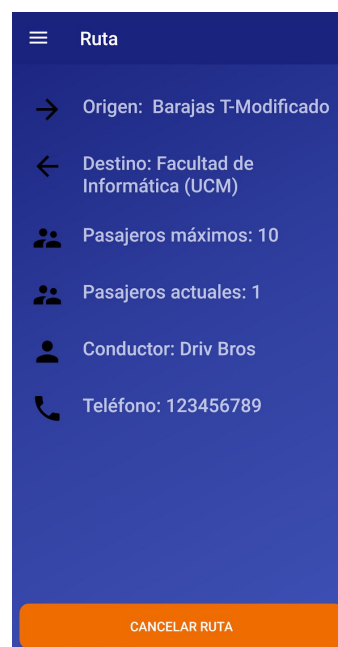 Ruta
Origen:  Barajas T-Modificado
Destino: Facultad de
Informática (UCM)
Pasajeros máximos: 10
Pasajeros actuales: 1
Conductor: Driv Bros
Teléfono: 123456789
CANCELAR RUTA